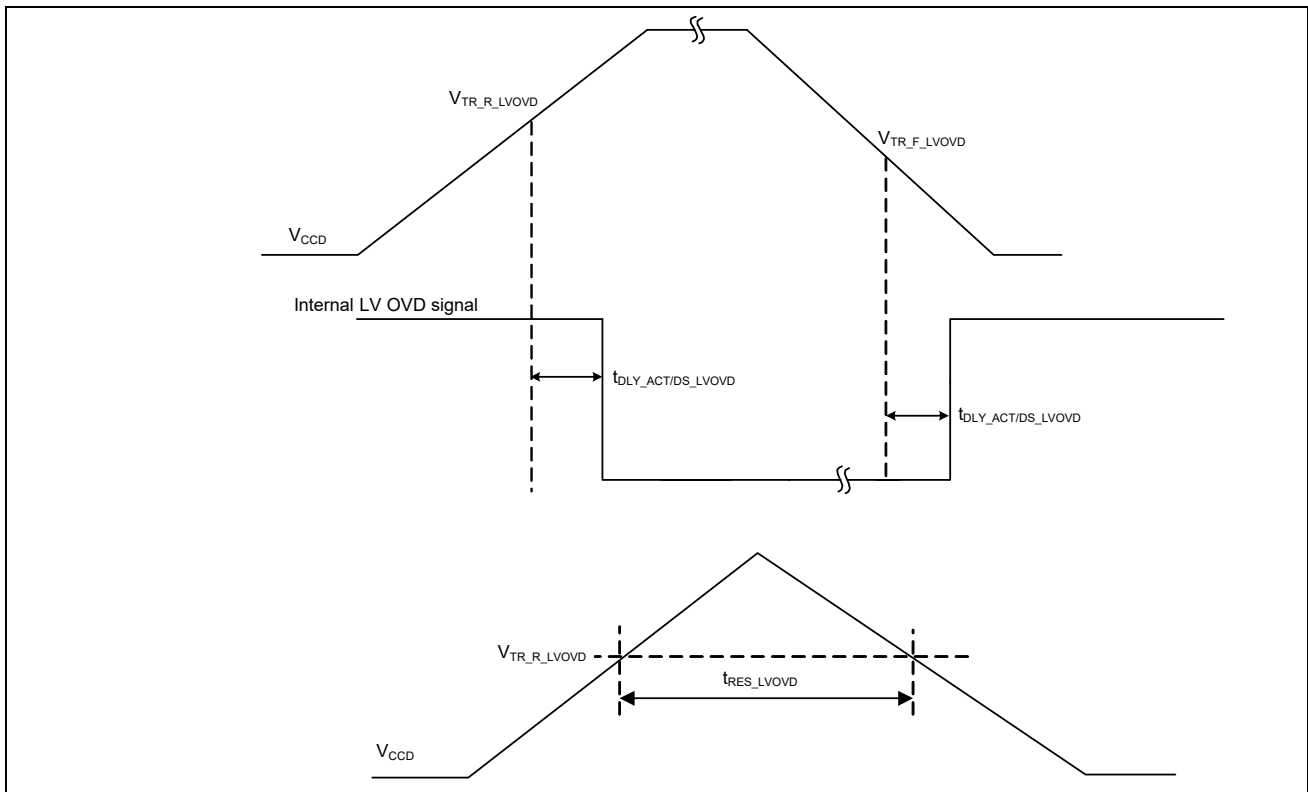 VTR_R_LVOVD
VTR_F_LVOVD
VCCD
Internal LV OVD signal
tDLY_ACT/DS_LVOVD
tDLY_ACT/DS_LVOVD
VTR_R_LVOVD
tRES_LVOVD
VCCD